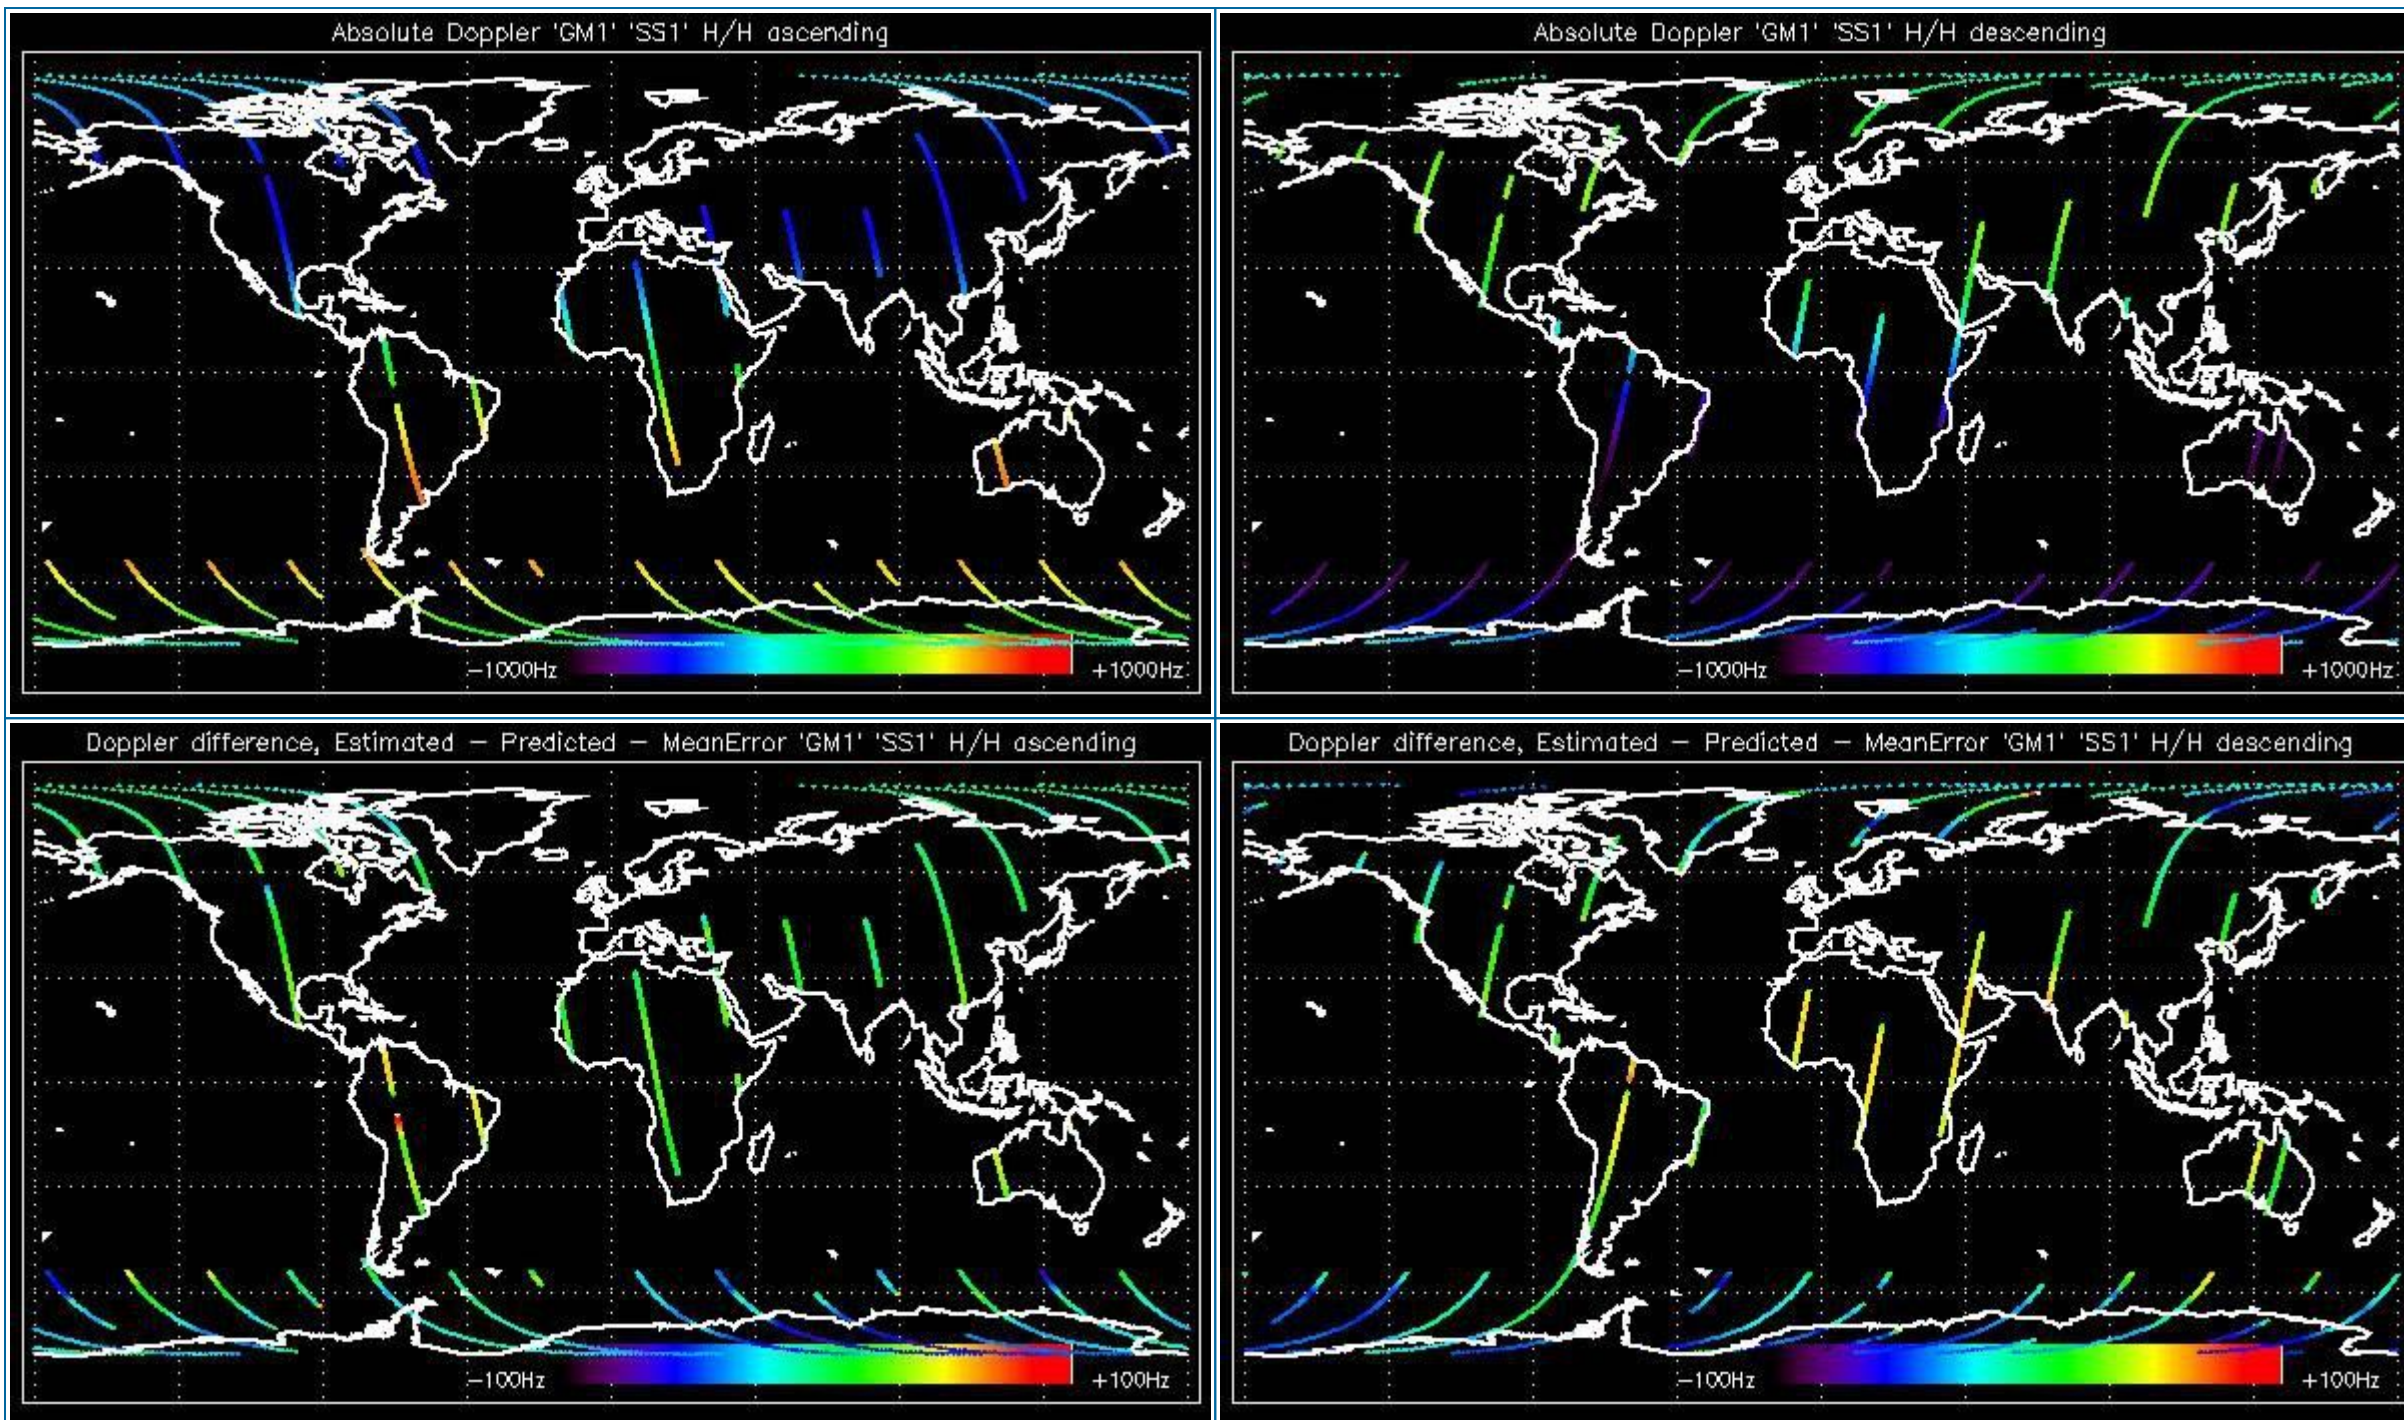 Absolute Doppler 'GM1' 'SS1' H/H ascending
−1000Hz
+1000Hz
Absolute Doppler 'GM1' 'SS1' H/H descending
−1000Hz
+1000Hz
Doppler difference, Estimated − Predicted − MeanError 'GM1' 'SS1' H/H ascending
−100Hz
+100Hz
Doppler difference, Estimated − Predicted − MeanError 'GM1' 'SS1' H/H descending
−100Hz
+100Hz